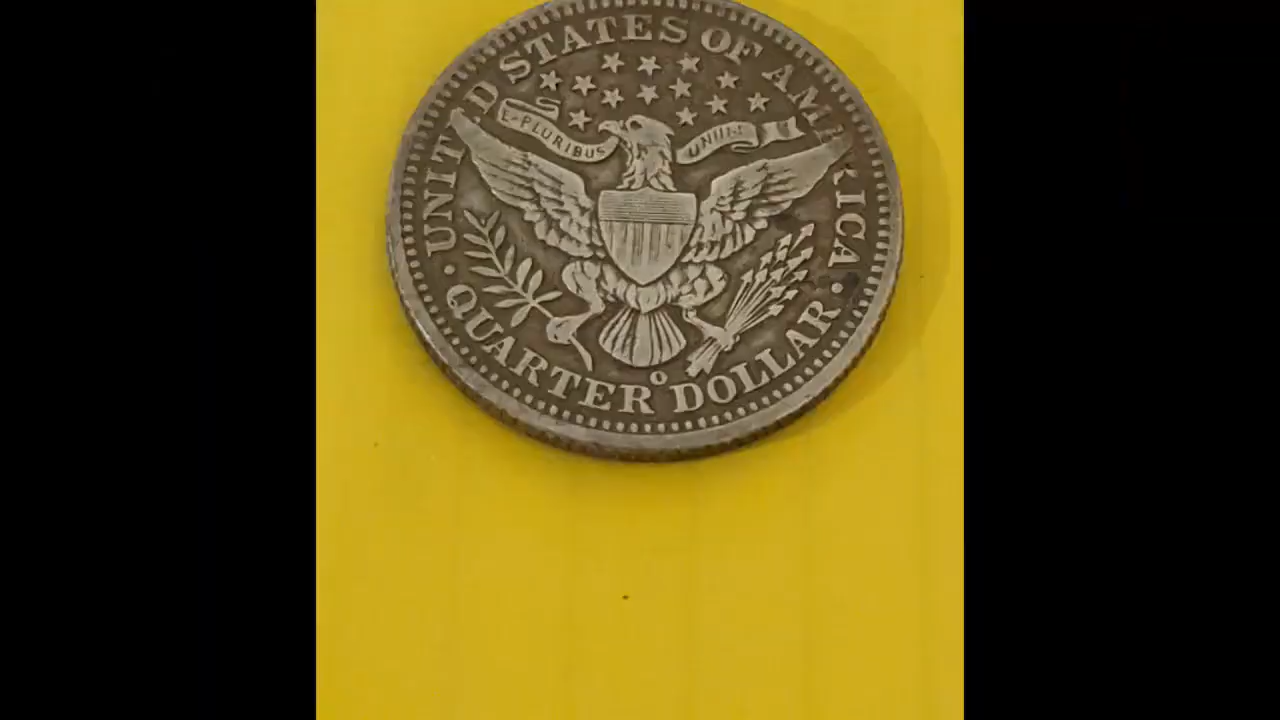 UNITED STATES OF AMERICA
E·PLURIBUS UNUM
O
· QUARTER DOLLAR ·